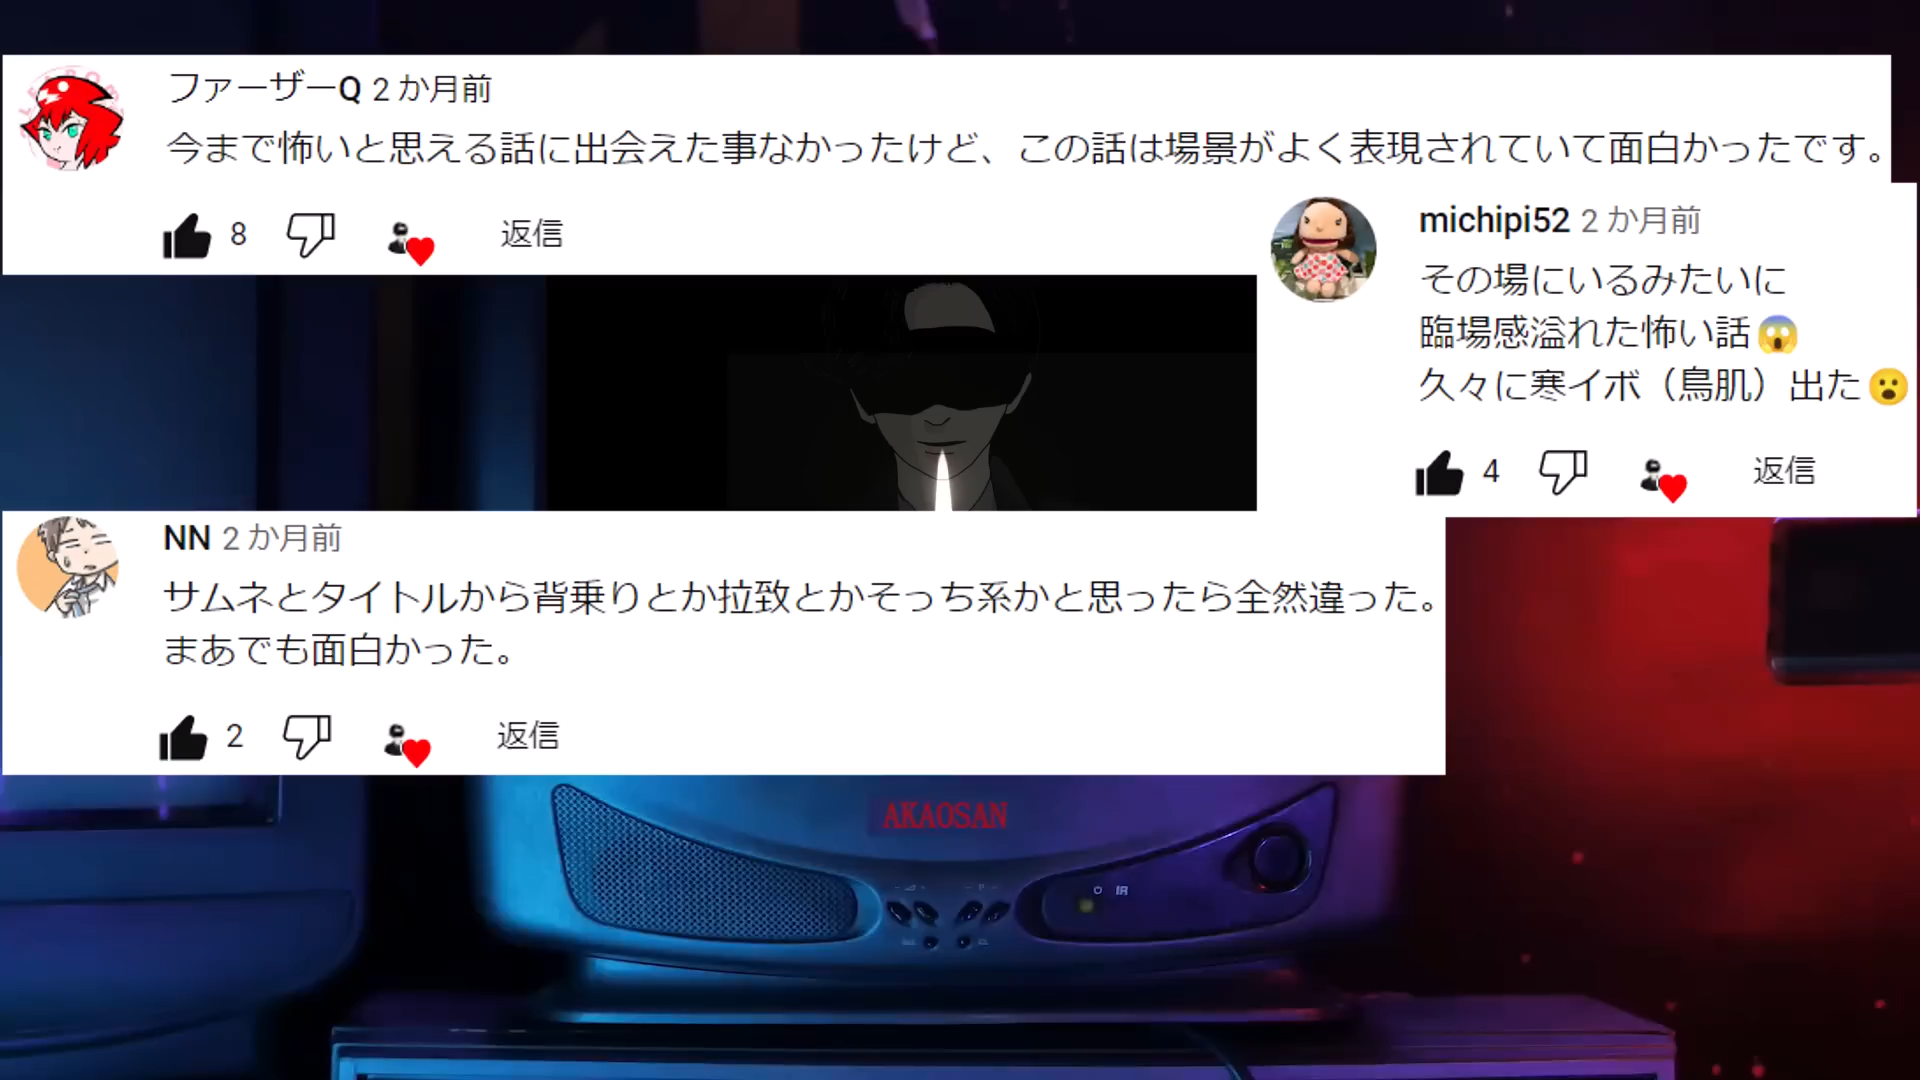 ファーザーQ 2 か月前
今まで怖いと思える話に出会えた事なかったけど、この話は場景がよく表現されていて面白かったです。
8 返信
michipi52 2 か月前
その場にいるみたいに
臨場感溢れた怖い話😱
久々に寒イボ（鳥肌）出た😮
4 返信
NN 2 か月前
サムネとタイトルから背乗りとか拉致とかそっち系かと思ったら全然違った。
まあでも面白かった。
2 返信
AKAOSAN